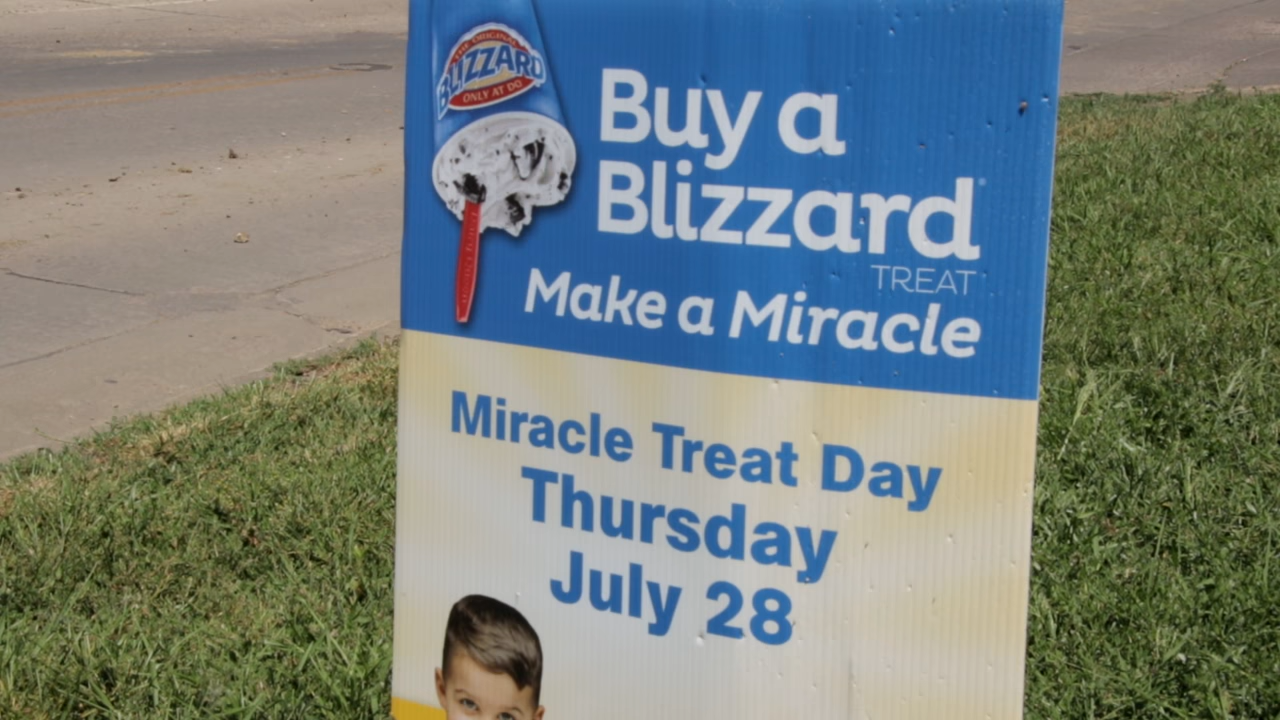 THE ORIGINAL
BLIZZARD
ONLY AT DQ
Buy a
Blizzard
TREAT
Make a Miracle
Miracle Treat Day
Thursday
July 28